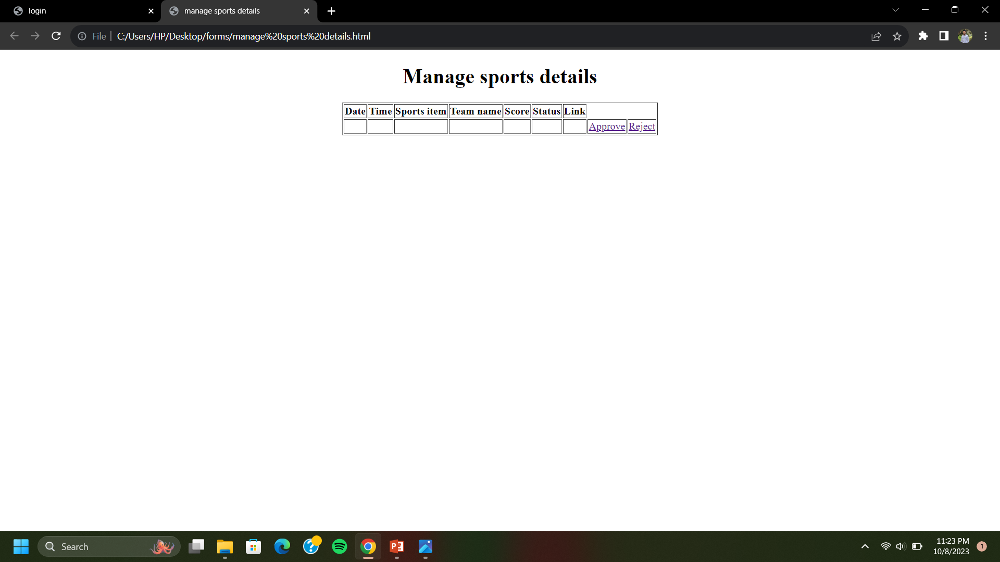 login
manage sports details
File
C:/Users/HP/Desktop/forms/manage%20sports%20details.html
Manage sports details
Date Time Sports item Team name Score Status Link
Approve Reject
Search
11:23 PM
10/8/2023
1